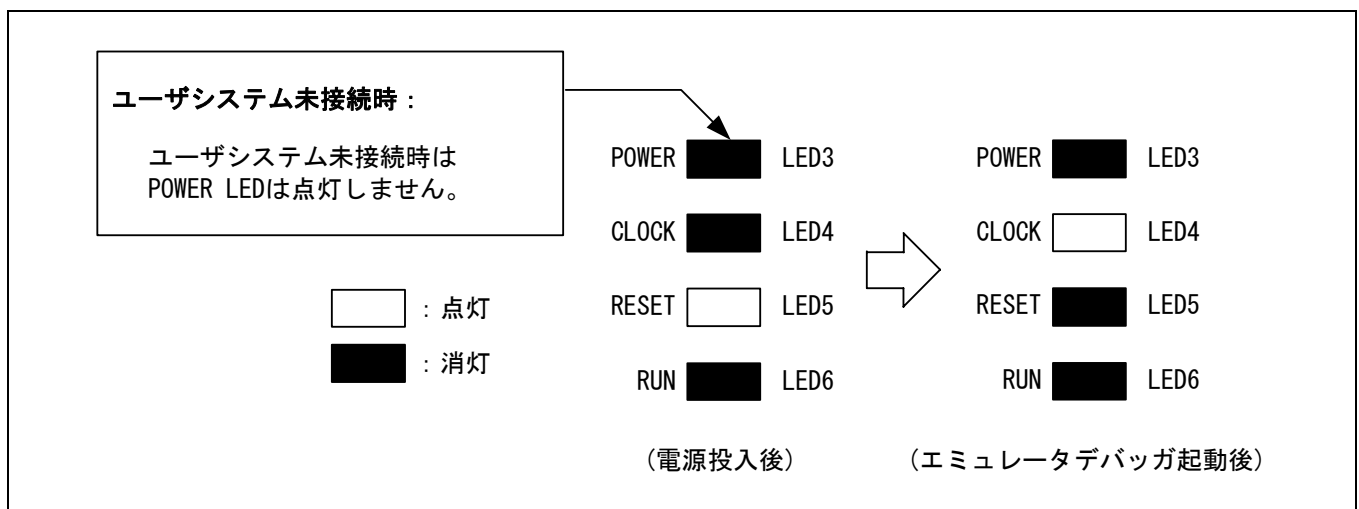 ユーザシステム未接続時：
ユーザシステム未接続時は
POWER LEDは点灯しません。
：点灯
：消灯
POWER LED3
CLOCK LED4
RESET LED5
RUN LED6
（電源投入後）
POWER LED3
CLOCK LED4
RESET LED5
RUN LED6
（エミュレータデバッガ起動後）